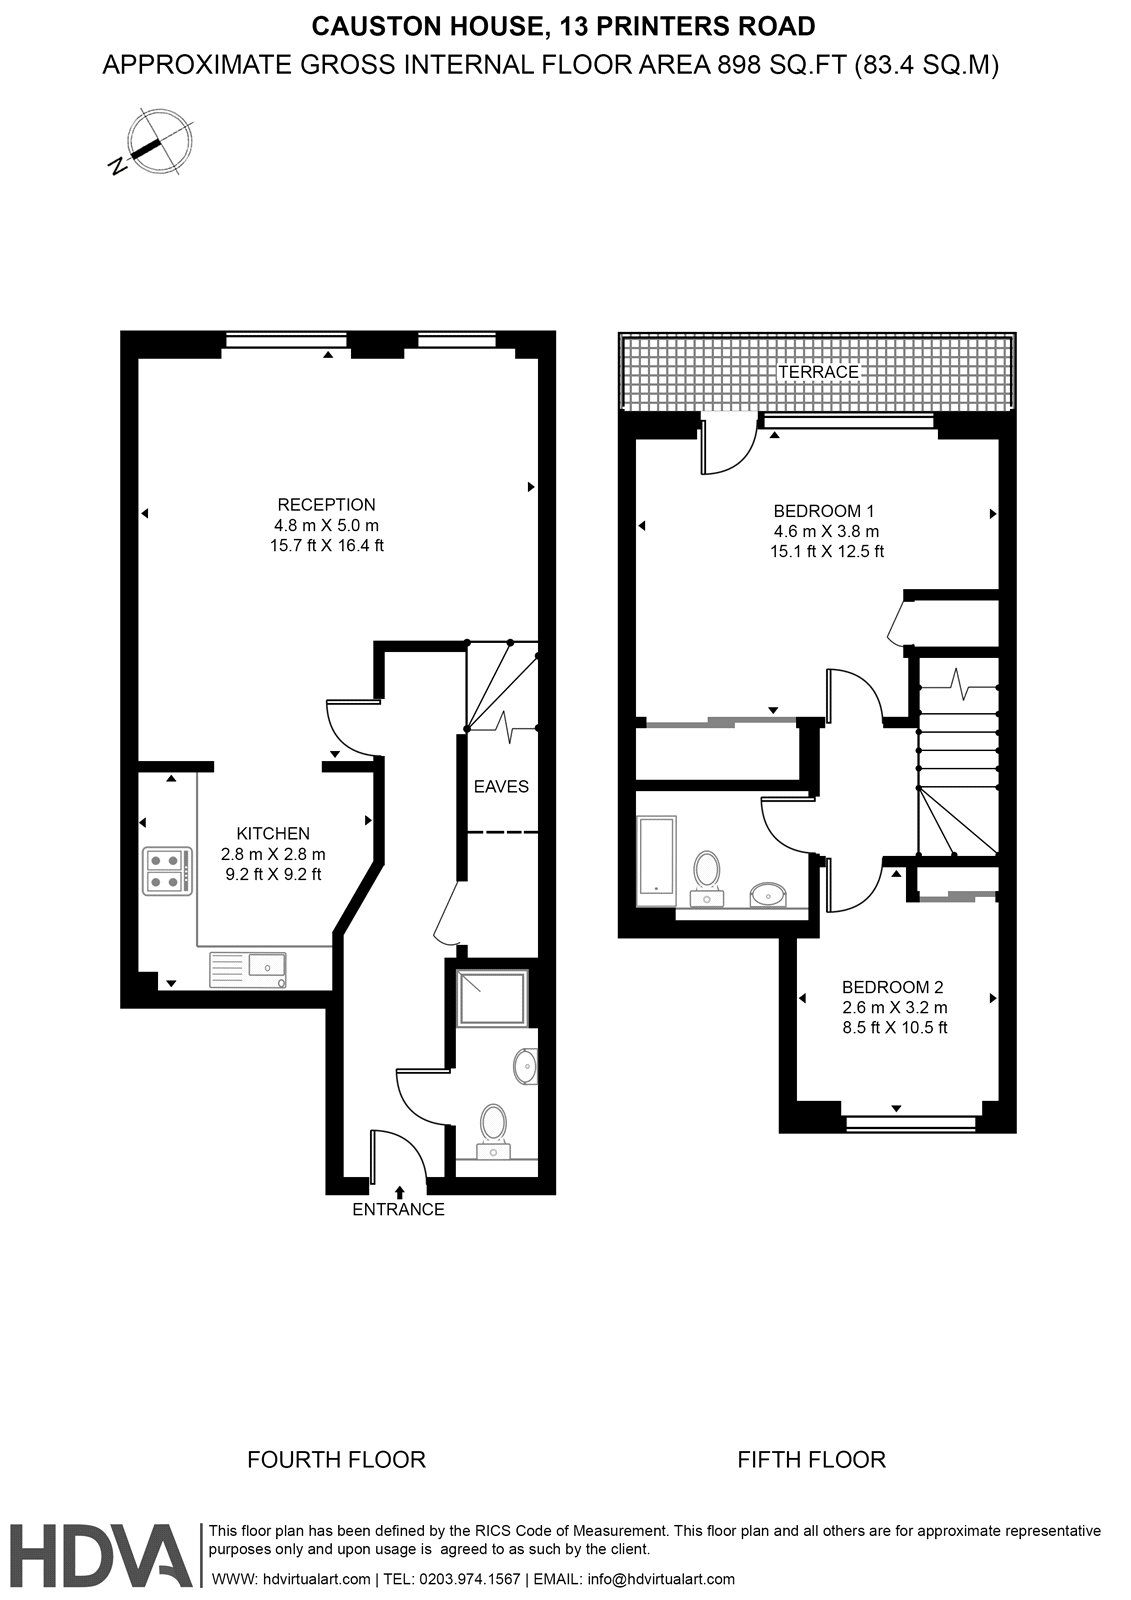 CAUSTON HOUSE, 13 PRINTERS ROAD
APPROXIMATE GROSS INTERNAL FLOOR AREA 898 SQ.FT (83.4 SQ.M)
N
TERRACE
RECEPTION
4.8 m X 5.0 m
15.7 ft X 16.4 ft
BEDROOM 1
4.6 m X 3.8 m
15.1 ft X 12.5 ft
EAVES
KITCHEN
2.8 m X 2.8 m
9.2 ft X 9.2 ft
BEDROOM 2
2.6 m X 3.2 m
8.5 ft X 10.5 ft
ENTRANCE
FOURTH FLOOR
FIFTH FLOOR
HDVA
This floor plan has been defined by the RICS Code of Measurement. This floor plan and all others are for approximate representative
purposes only and upon usage is agreed to as such by the client.
WWW: hdvirtualart.com | TEL: 0203.974.1567 | EMAIL: info@hdvirtualart.com